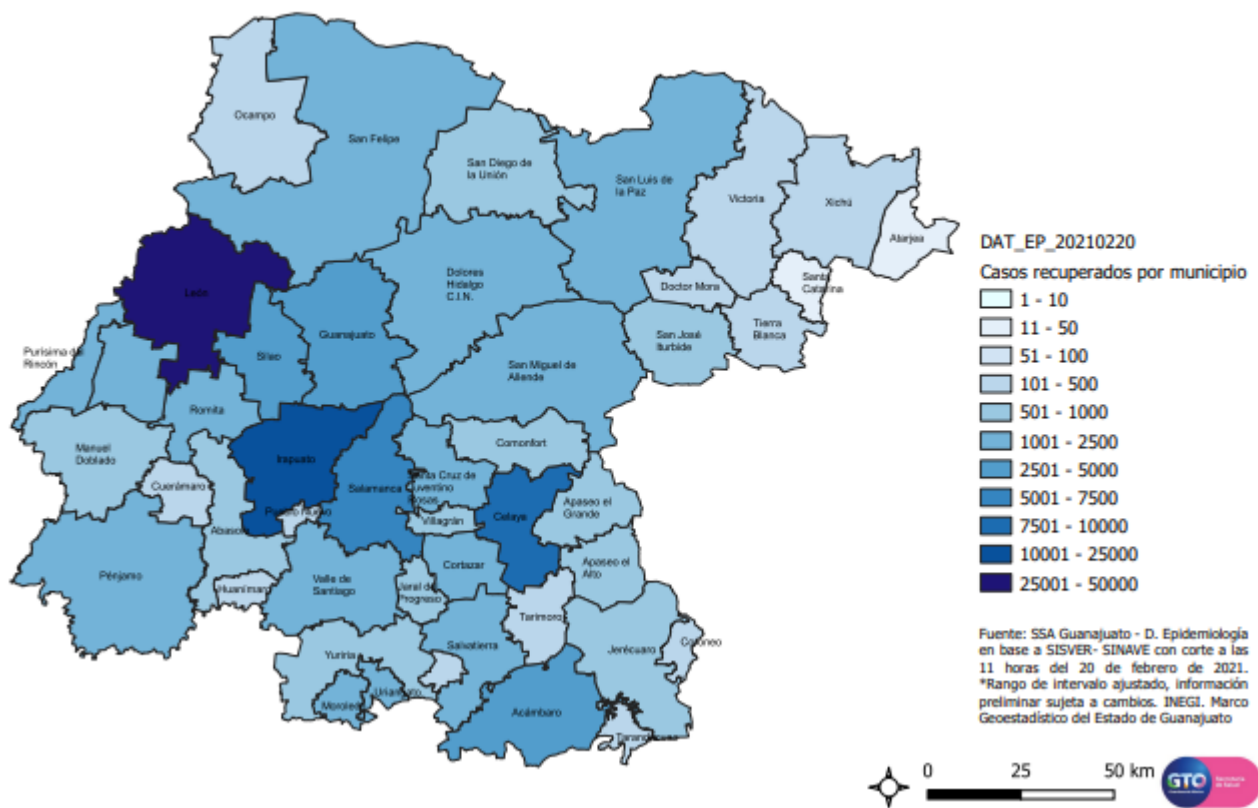 Ocampo
San Felipe
San Diego de
la Unión
San Luis de
la Paz
Victoria
Xichú
Atarjea
León
Dolores
Hidalgo
C.I.N.
Doctor Mora
Santa
Catarina
Tierra
Blanca
San José
Iturbide
Guanajuato
Silao
Purísima de
Rincón
San Miguel de
Allende
Romita
Manuel
Doblado
Irapuato
Comonfort
Cuerámaro
Salamanca
Santa Cruz de
Juventino
Rosas
Celaya
Apaseo el
Grande
Pueblo Nuevo
Villagrán
Abasolo
Pénjamo
Cortazar
Apaseo el
Alto
Huanímaro
Valle de
Santiago
Jaral de
Progreso
Tarimoro
Salvatierra
Jerécuaro
Coroneo
Yuriria
Uriangato
Moroleón
Acámbaro
Tarandacuao
DAT_EP_20210220
Casos recuperados por municipio
1 - 10
11 - 50
51 - 100
101 - 500
501 - 1000
1001 - 2500
2501 - 5000
5001 - 7500
7501 - 10000
10001 - 25000
25001 - 50000
Fuente: SSA Guanajuato - D. Epidemiología
en base a SISVER- SINAVE con corte a las
11 horas del 20 de febrero de 2021.
*Rango de intervalo ajustado, información
preliminar sujeta a cambios. INEGI. Marco
Geoestadístico del Estado de Guanajuato
0 25 50 km
GTO
Secretaría
de Salud